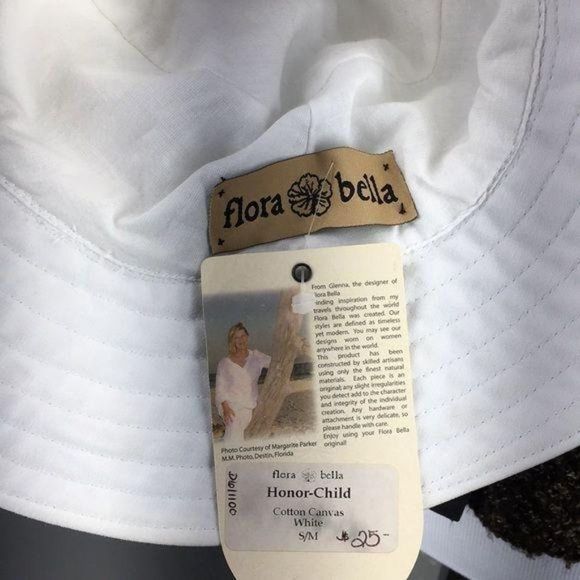 flora bella
From Glenna, the designer of
lora Bella
inding inspiration from my
travels throughout the world
Flora Bella was created. Our
styles are defined as timeless
yet modern. You may see our
designs worn on women
anywhere in the world.
This product has been
constructed by skilled artisans
using only the finest natural
materials. Each piece is an
original; any slight irregularities
you detect add to the character
and integrity of the individual
creation. Any hardware or
attachment is very delicate, so
please handle with care.
Enjoy using your Flora Bella
original!
Photo Courtesy of Margarite Parker
M.M. Photo, Destin, Florida
flora bella
Honor-Child
Cotton Canvas
White
S/M $25-